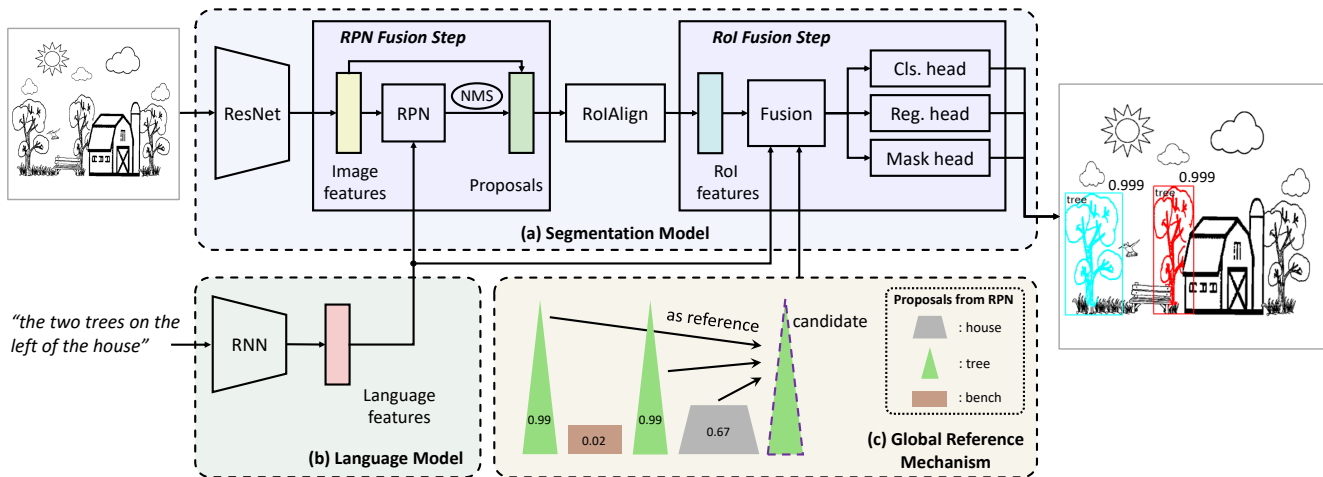 RPN Fusion Step
RoI Fusion Step
ResNet
RPN
NMS
RoIAlign
Fusion
Cls. head
Reg. head
Mask head
Image
features
Proposals
RoI
features
(a) Segmentation Model
tree
0.999
tree
0.999
"the two trees on the
left of the house"
RNN
Language
features
(b) Language Model
as reference
candidate
0.99
0.02
0.99
0.67
Proposals from RPN
: house
: tree
: bench
(c) Global Reference
Mechanism